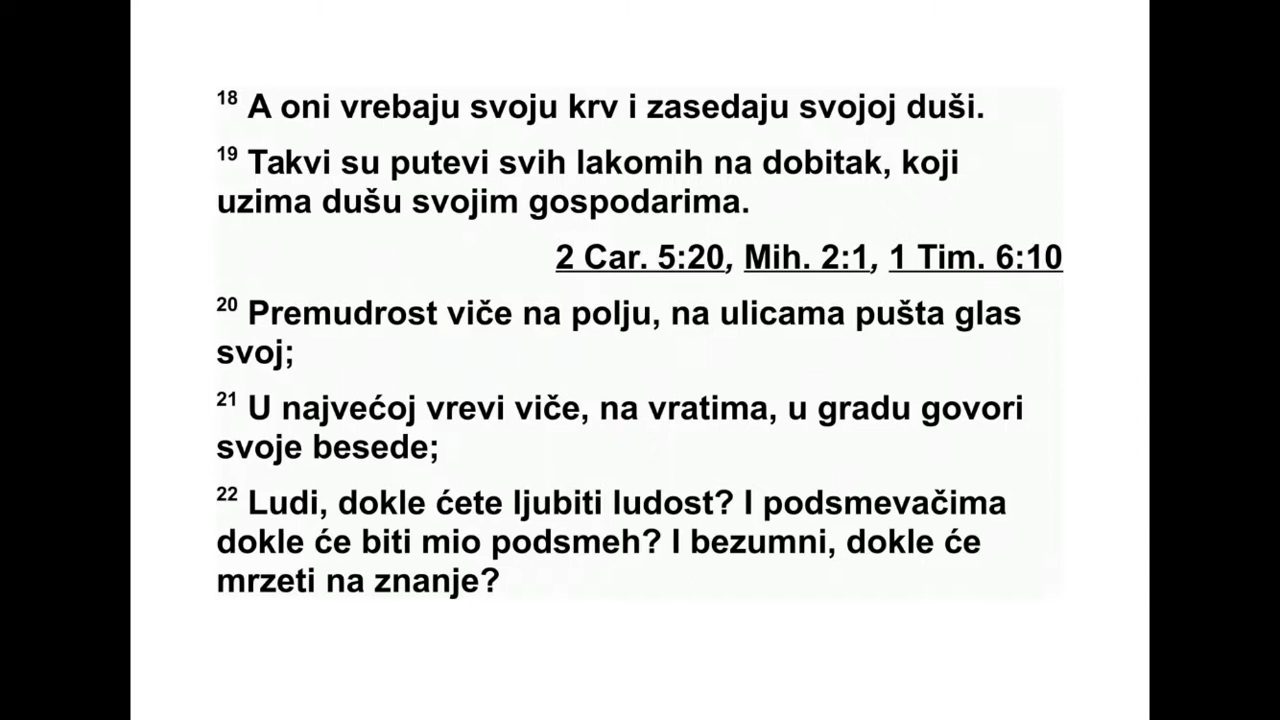 18 A oni vrebaju svoju krv i zasedaju svojoj duši.
19 Takvi su putevi svih lakomih na dobitak, koji
uzima dušu svojim gospodarima.
2 Car. 5:20, Mih. 2:1, 1 Tim. 6:10
20 Premudrost viče na polju, na ulicama pušta glas
svoj;
21 U najvećoj vrevi viče, na vratima, u gradu govori
svoje besede;
22 Ludi, dokle ćete ljubiti ludost? I podsmevačima
dokle će biti mio podsmeh? I bezumni, dokle će
mrzeti na znanje?